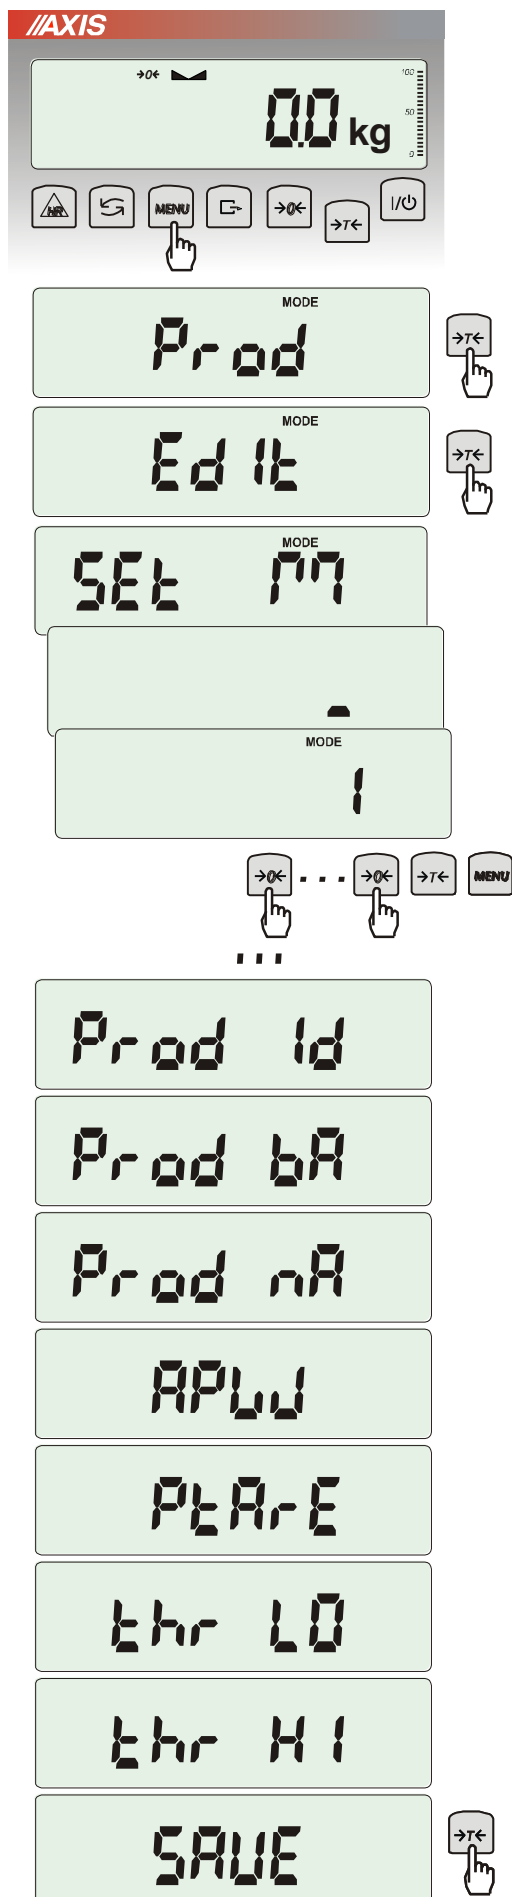 AXIS
→0←
100
50
0
0.0 kg
HR MENU →0← →T← I/⏻
MODE
Prod
→T←
MODE
Edit
→T←
MODE
SEt M
_
MODE
1
→0← ... →0← →T← MENU
...
Prod Id
Prod bA
Prod nA
APW
PtArE
thr LO
thr HI
SAVE
→T←